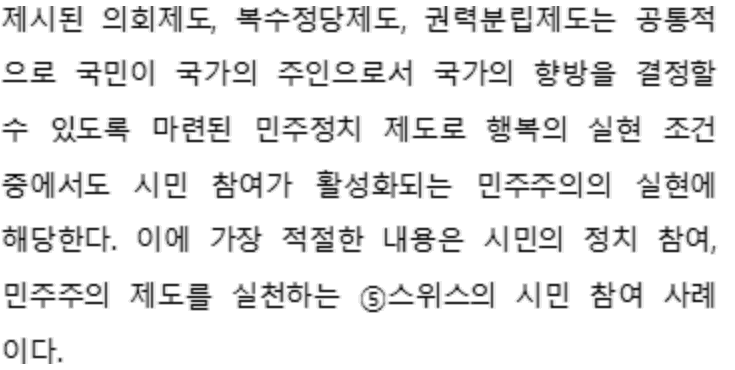 제시된 의회제도, 복수정당제도, 권력분립제도는 공통적
으로 국민이 국가의 주인으로서 국가의 향방을 결정할
수 있도록 마련된 민주정치 제도로 행복의 실현 조건
중에서도 시민 참여가 활성화되는 민주주의의 실현에
해당한다. 이에 가장 적절한 내용은 시민의 정치 참여,
민주주의 제도를 실천하는 ⑤스위스의 시민 참여 사례
이다.